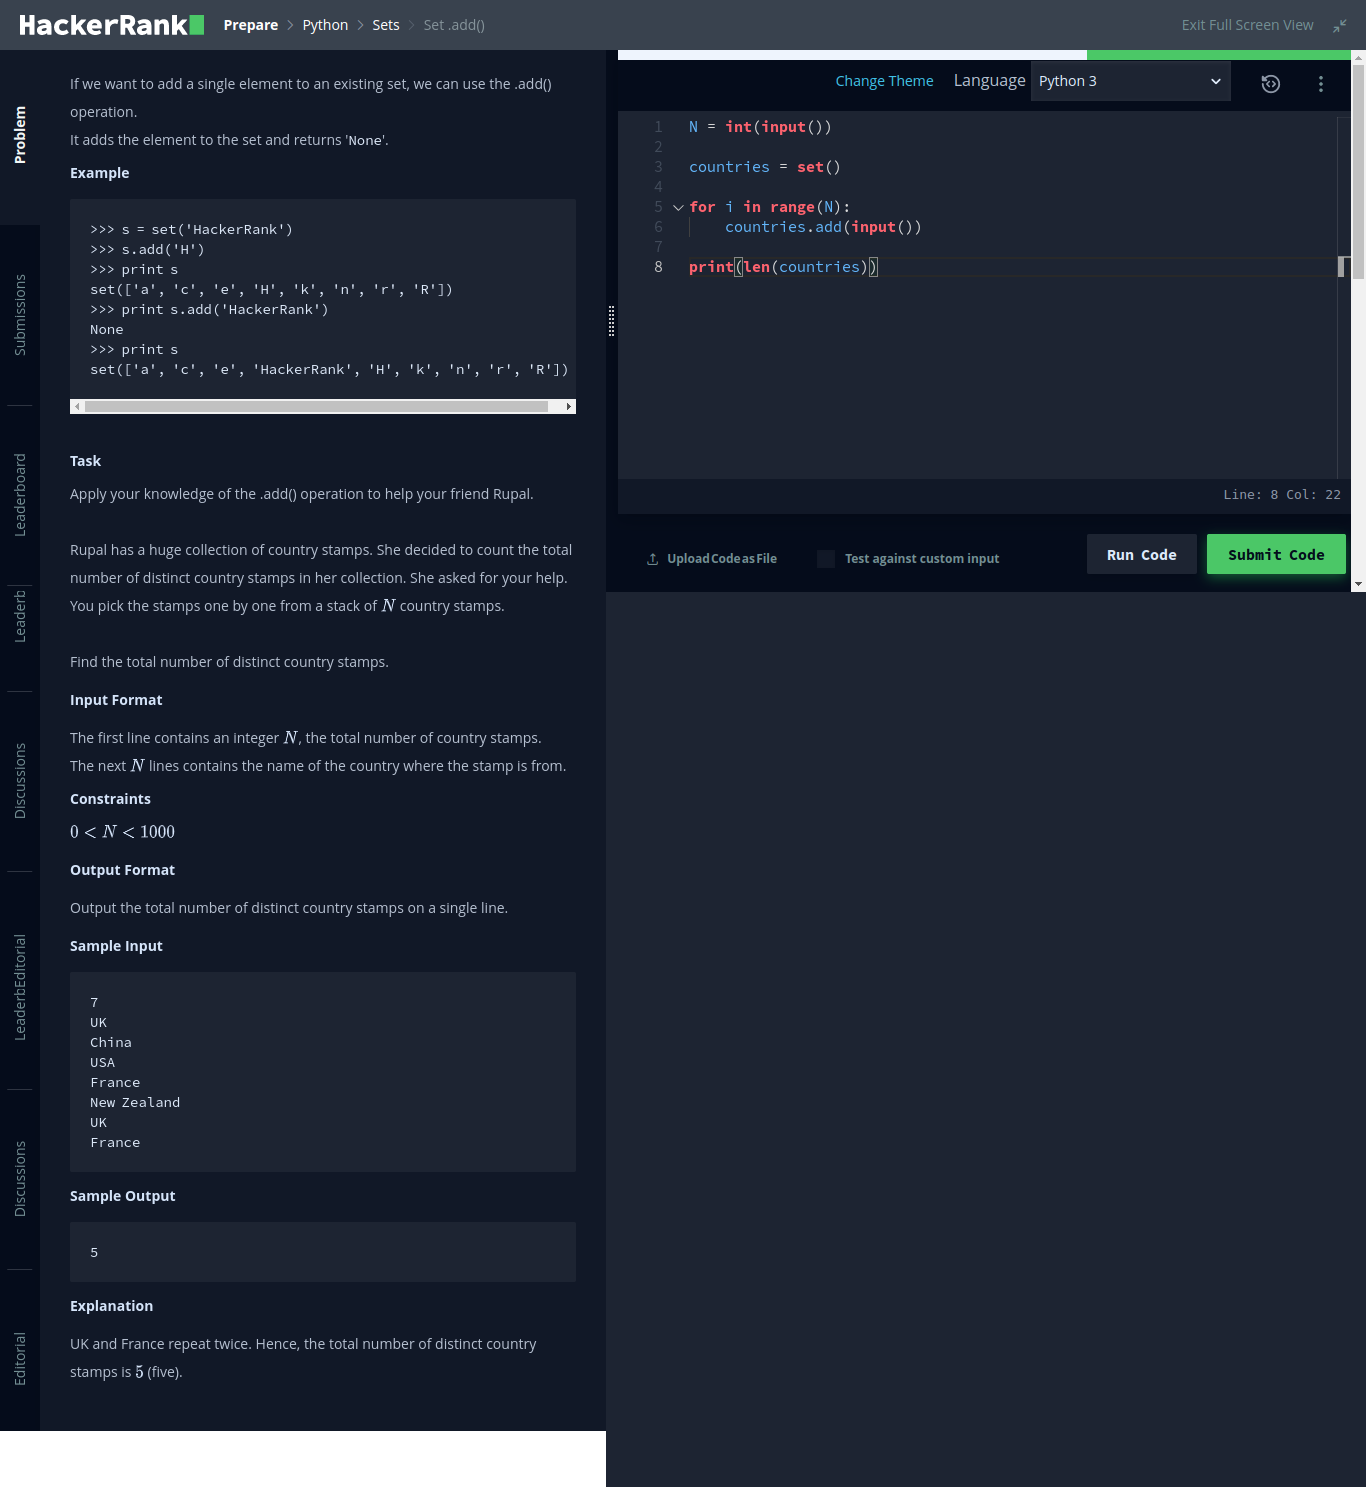 HackerRank
Prepare > Python > Sets > Set .add()
Exit Full Screen View
Problem
Submissions
Leaderboard
Leaderb
Discussions
LeaderbEditorial
Discussions
Editorial
If we want to add a single element to an existing set, we can use the .add()
operation.
It adds the element to the set and returns 'None'.
Example
>>> s = set('HackerRank')
>>> s.add('H')
>>> print s
set(['a', 'c', 'e', 'H', 'k', 'n', 'r', 'R'])
>>> print s.add('HackerRank')
None
>>> print s
set(['a', 'c', 'e', 'HackerRank', 'H', 'k', 'n', 'r', 'R'])
Task
Apply your knowledge of the .add() operation to help your friend Rupal.
Rupal has a huge collection of country stamps. She decided to count the total
number of distinct country stamps in her collection. She asked for your help.
You pick the stamps one by one from a stack of N country stamps.
Find the total number of distinct country stamps.
Input Format
The first line contains an integer N, the total number of country stamps.
The next N lines contains the name of the country where the stamp is from.
Constraints
0 < N < 1000
Output Format
Output the total number of distinct country stamps on a single line.
Sample Input
7
UK
China
USA
France
New Zealand
UK
France
Sample Output
5
Explanation
UK and France repeat twice. Hence, the total number of distinct country
stamps is 5 (five).
Change Theme Language Python 3
1 N = int(input())
2
3 countries = set()
4
5 for i in range(N):
6     countries.add(input())
7
8 print(len(countries))
Line: 8 Col: 22
Upload Code as File Test against custom input Run Code Submit Code